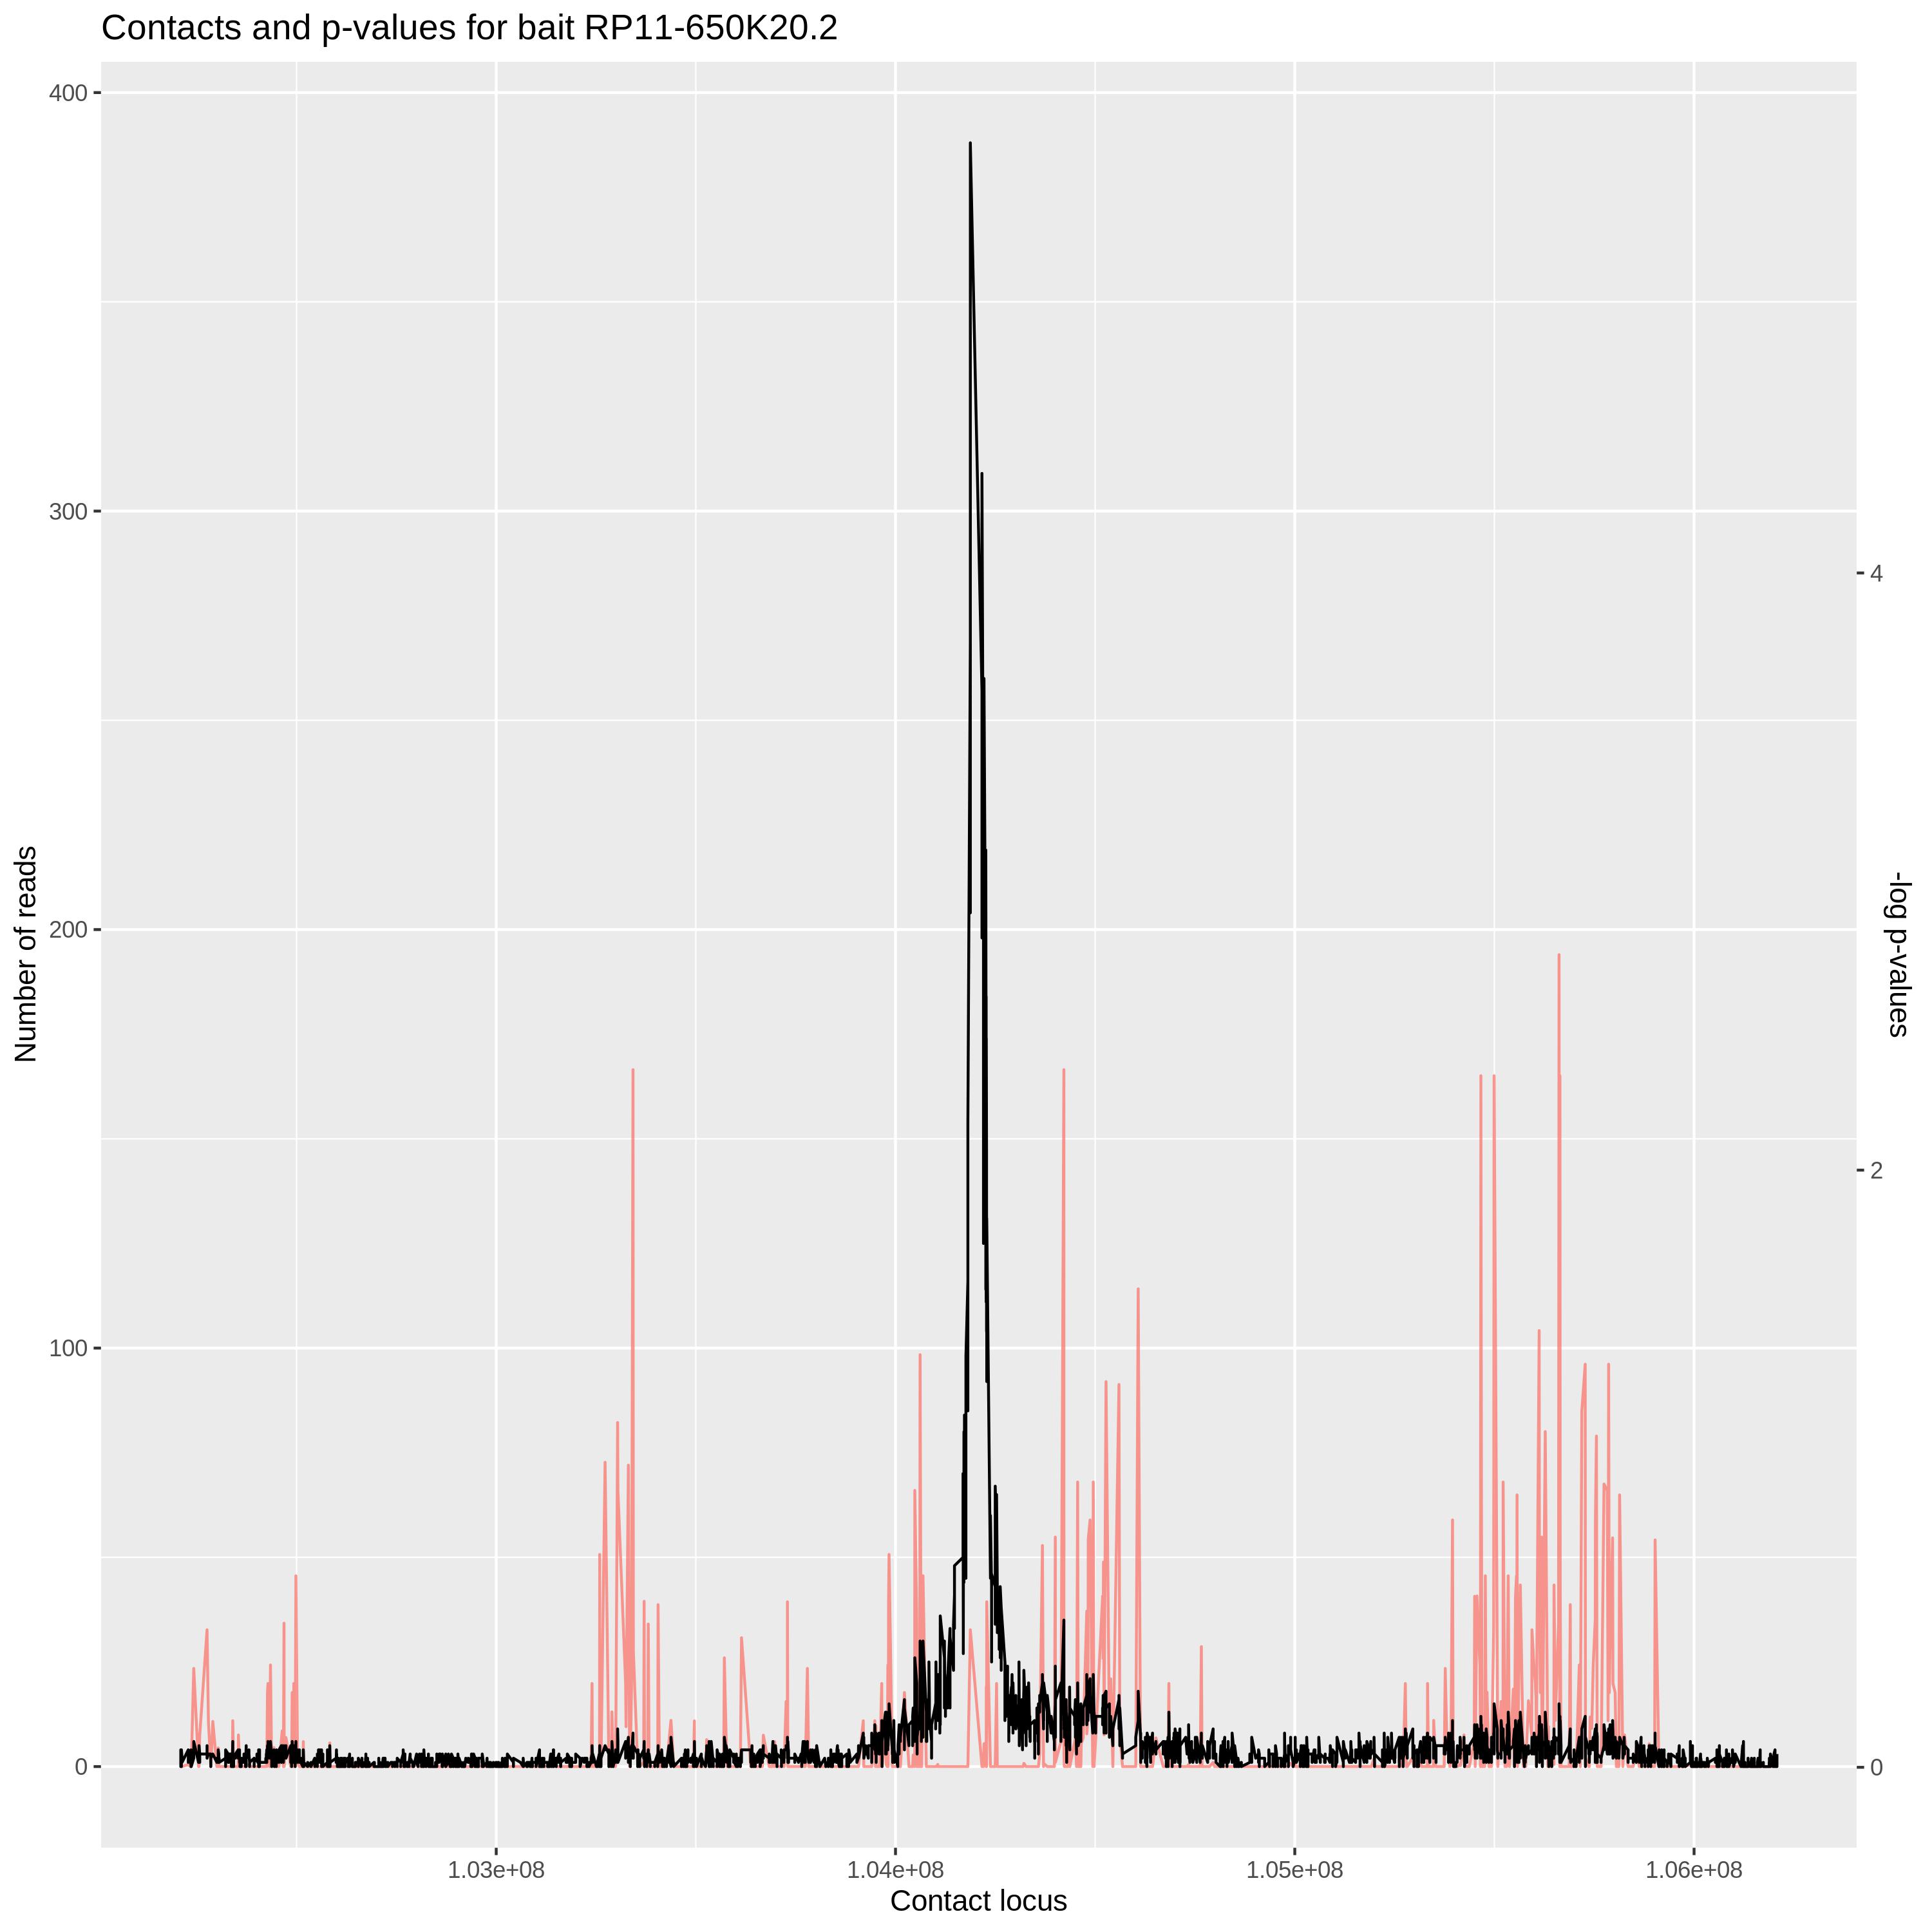 Contacts and p-values for bait RP11-650K20.2
400
300
200
100
0
Number of reads
4
2
0
-log p-values
1.03e+08
1.04e+08
1.05e+08
1.06e+08
Contact locus